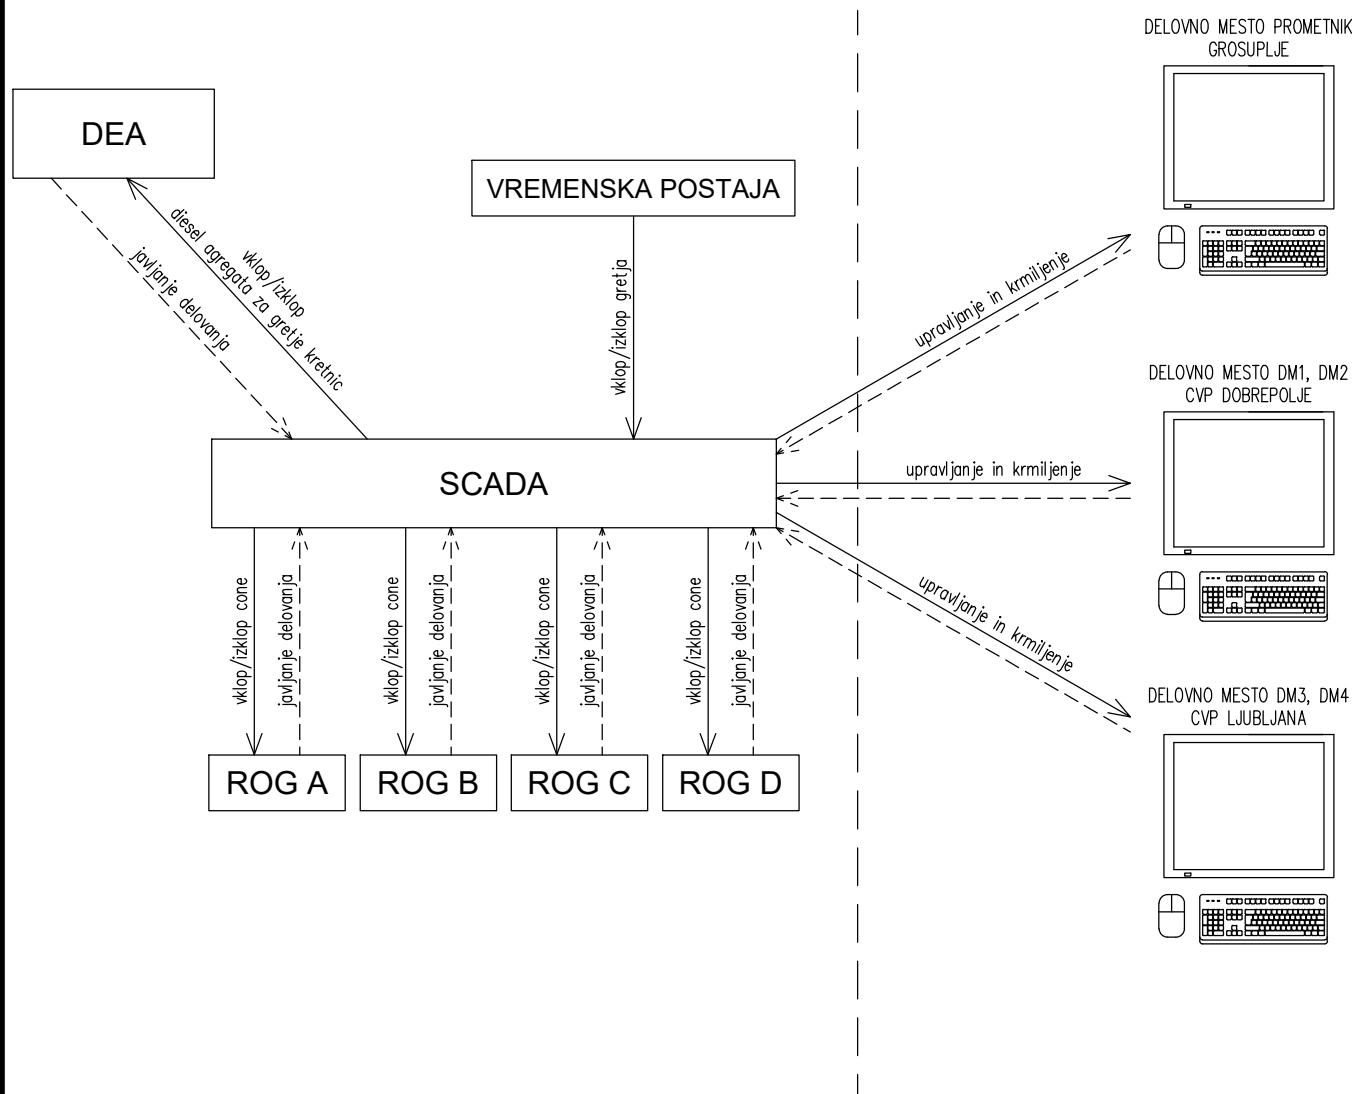 DELOVNO MESTO PROMETNIK
GROSUPLJE
DEA
VREMENSKA POSTAJA
vklop/izklop
diesel agregata za gretje kretnic
javljanje delovanja
vklop/izklop gretja
upravljanje in krmiljenje
DELOVNO MESTO DM1, DM2
CVP DOBREPOLJE
SCADA
upravljanje in krmiljenje
upravljanje in krmiljenje
vklop/izklop cone
javljanje delovanja
vklop/izklop cone
javljanje delovanja
vklop/izklop cone
javljanje delovanja
vklop/izklop cone
javljanje delovanja
DELOVNO MESTO DM3, DM4
CVP LJUBLJANA
ROG A
ROG B
ROG C
ROG D